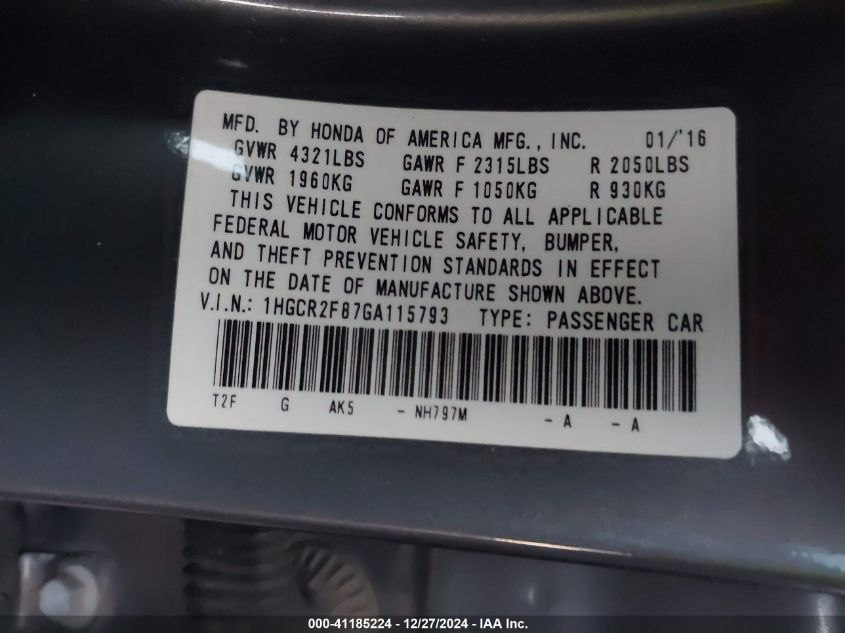 MFD. BY HONDA OF AMERICA MFG., INC. 01/'16
GVWR 4321LBS GAWR F 2315LBS R 2050LBS
GVWR 1960KG GAWR F 1050KG R 930KG
THIS VEHICLE CONFORMS TO ALL APPLICABLE
FEDERAL MOTOR VEHICLE SAFETY, BUMPER,
AND THEFT PREVENTION STANDARDS IN EFFECT
ON THE DATE OF MANUFACTURE SHOWN ABOVE.
V.I.N.: 1HGCR2F87GA115793 TYPE: PASSENGER CAR
T2F G AK5 - NH797M - A - A
000-41185224 - 12/27/2024 - IAA Inc.